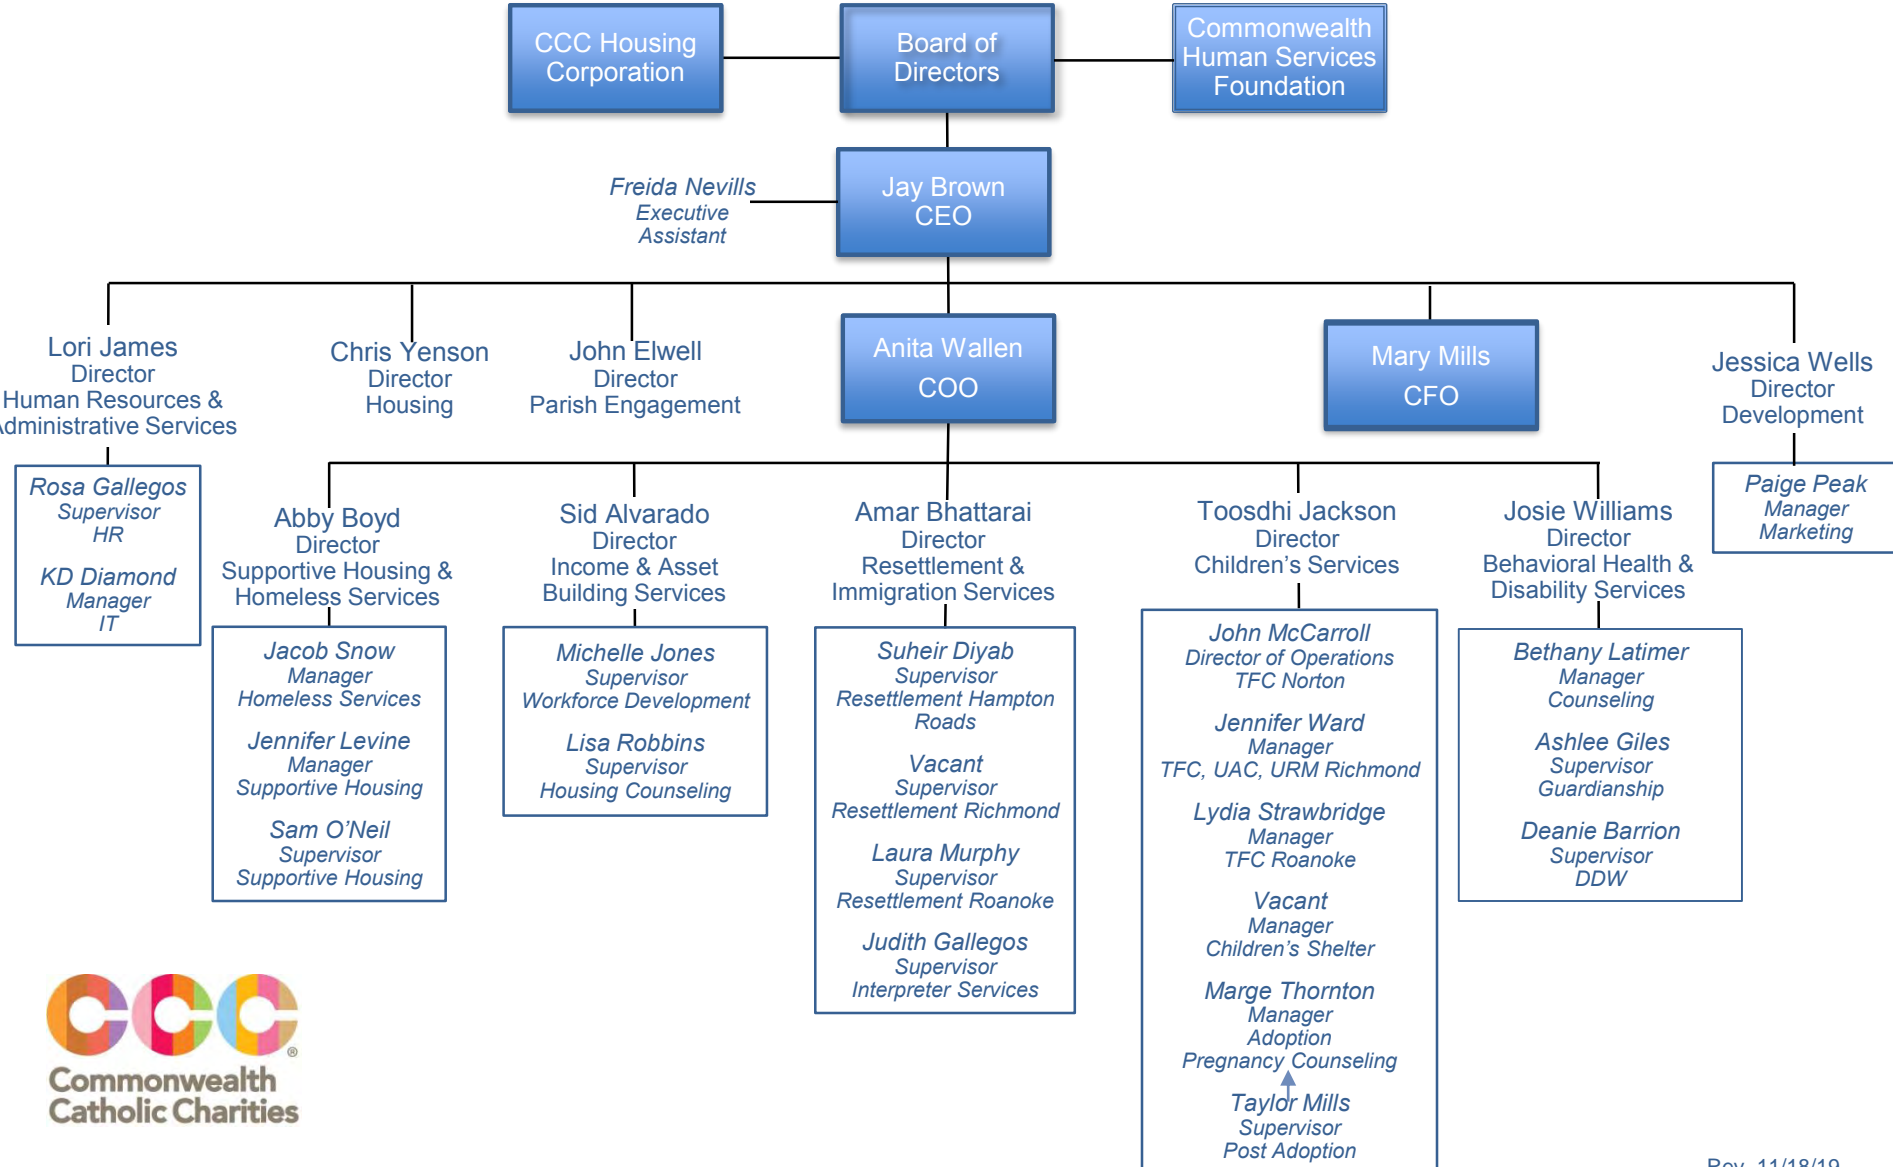 CCC Housing
Corporation
Board of
Directors
Commonwealth
Human Services
Foundation
Freida Nevills
Executive
Assistant
Jay Brown
CEO
Lori James
Director
Human Resources &
Administrative Services
Chris Yenson
Director
Housing
John Elwell
Director
Parish Engagement
Anita Wallen
COO
Mary Mills
CFO
Jessica Wells
Director
Development
Rosa Gallegos
Supervisor
HR
KD Diamond
Manager
IT
Paige Peak
Manager
Marketing
Abby Boyd
Director
Supportive Housing &
Homeless Services
Jacob Snow
Manager
Homeless Services
Jennifer Levine
Manager
Supportive Housing
Sam O’Neil
Supervisor
Supportive Housing
Sid Alvarado
Director
Income & Asset
Building Services
Michelle Jones
Supervisor
Workforce Development
Lisa Robbins
Supervisor
Housing Counseling
Amar Bhattarai
Director
Resettlement &
Immigration Services
Suheir Diyab
Supervisor
Resettlement Hampton
Roads
Vacant
Supervisor
Resettlement Richmond
Laura Murphy
Supervisor
Resettlement Roanoke
Judith Gallegos
Supervisor
Interpreter Services
Toosdhi Jackson
Director
Children’s Services
John McCarroll
Director of Operations
TFC Norton
Jennifer Ward
Manager
TFC, UAC, URM Richmond
Lydia Strawbridge
Manager
TFC Roanoke
Vacant
Manager
Children’s Shelter
Marge Thornton
Manager
Adoption
Pregnancy Counseling
Taylor Mills
Supervisor
Post Adoption
Josie Williams
Director
Behavioral Health &
Disability Services
Bethany Latimer
Manager
Counseling
Ashlee Giles
Supervisor
Guardianship
Deanie Barrion
Supervisor
DDW
CCC®
Commonwealth
Catholic Charities
Rev. 11/18/19